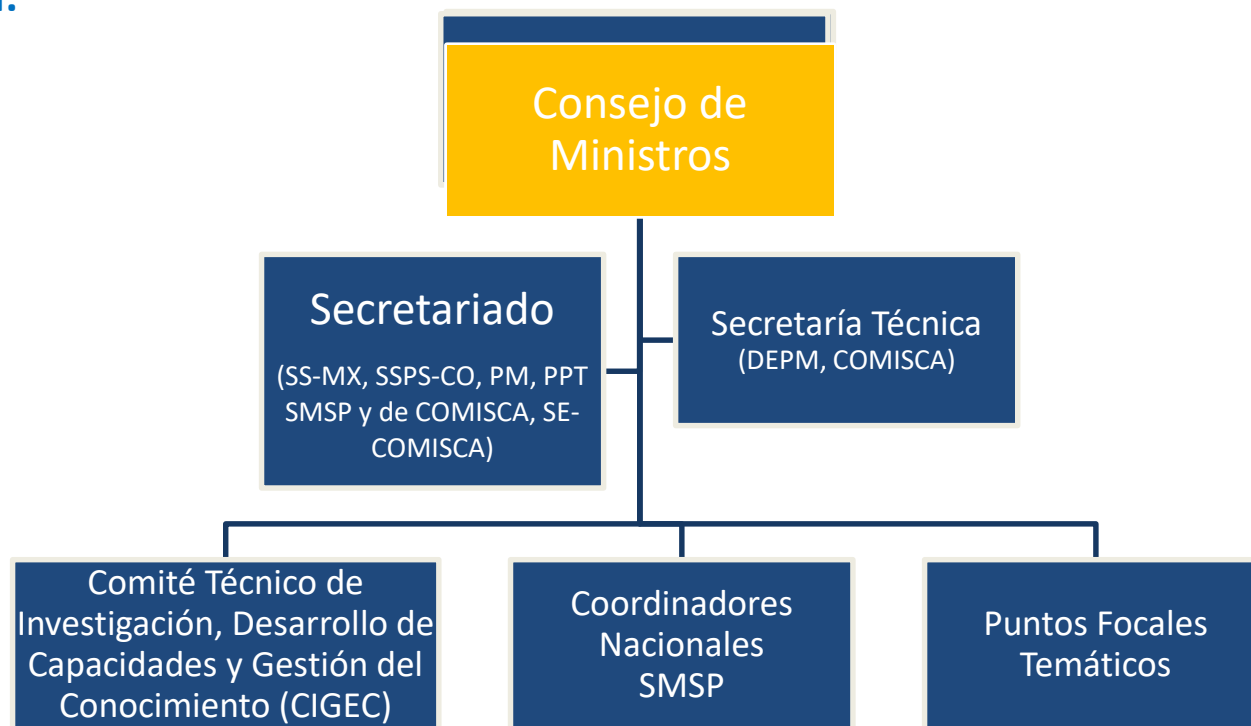 Consejo de
Ministros
Secretariado
(SS-MX, SSPS-CO, PM, PPT
SMSP y de COMISCA, SE-
COMISCA)
Secretaría Técnica
(DEPM, COMISCA)
Comité Técnico de
Investigación, Desarrollo de
Capacidades y Gestión del
Conocimiento (CIGEC)
Coordinadores
Nacionales
SMSP
Puntos Focales
Temáticos